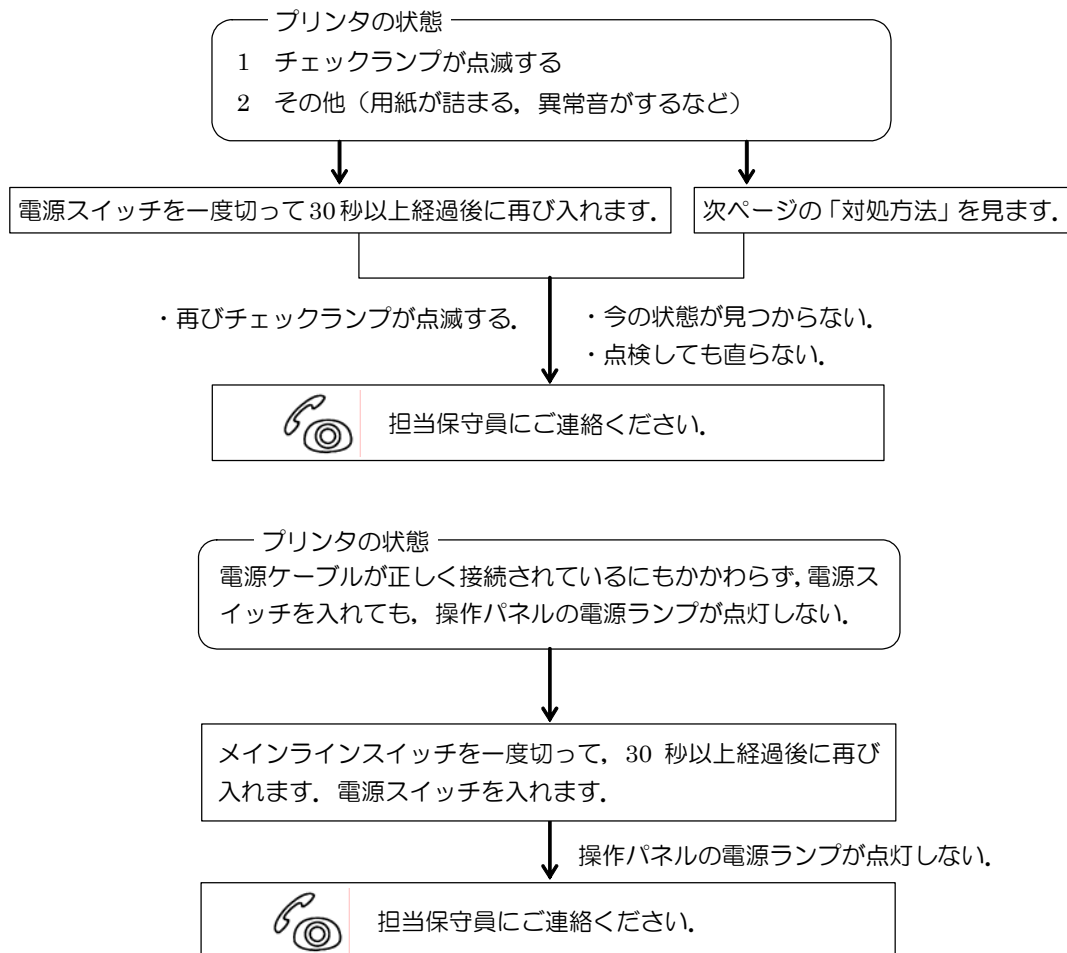 プリンタの状態
1 チェックランプが点滅する
2 その他（用紙が詰まる，異常音がするなど）
電源スイッチを一度切って30秒以上経過後に再び入れます．
次ページの「対処方法」を見ます．
・再びチェックランプが点滅する．
・今の状態が見つからない．
・点検しても直らない．
担当保守員にご連絡ください．
プリンタの状態
電源ケーブルが正しく接続されているにもかかわらず，電源ス
イッチを入れても，操作パネルの電源ランプが点灯しない．
メインラインスイッチを一度切って，30 秒以上経過後に再び
入れます．電源スイッチを入れます．
操作パネルの電源ランプが点灯しない．
担当保守員にご連絡ください．